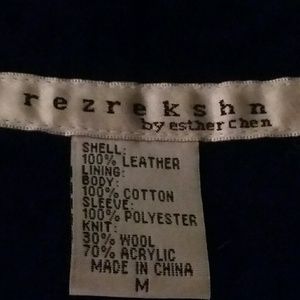 rezrekshn
by esther chen
SHELL:
100% LEATHER
LINING:
BODY:
100% COTTON
SLEEVE:
100% POLYESTER
KNIT:
30% WOOL
70% ACRYLIC
MADE IN CHINA
M